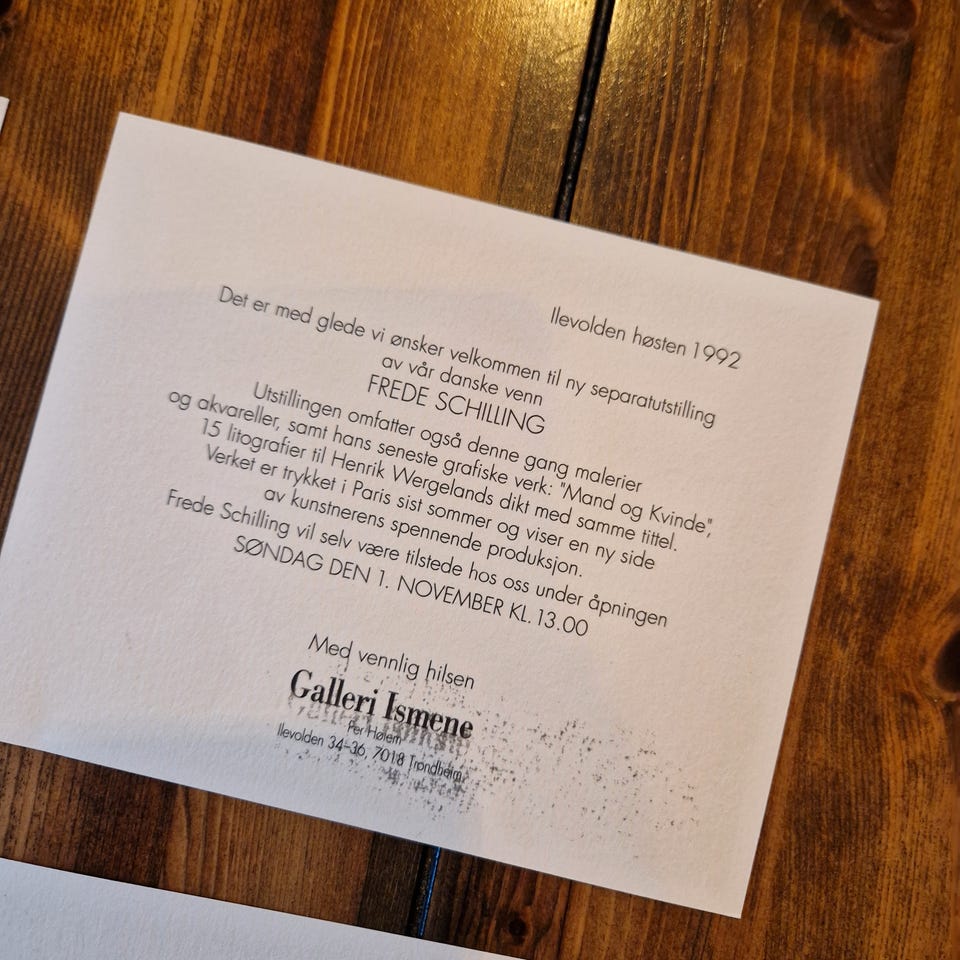 Ilevolden høsten 1992
Det er med glede vi ønsker velkommen til ny separatutstilling
av vår danske venn
FREDE SCHILLING
Utstillingen omfatter også denne gang malerier
og akvareller, samt hans seneste grafiske verk: "Mand og Kvinde",
15 litografier til Henrik Wergelands dikt med samme tittel.
Verket er trykket i Paris sist sommer og viser en ny side
av kunstnerens spennende produksjon.
Frede Schilling vil selv være tilstede hos oss under åpningen
SØNDAG DEN 1. NOVEMBER KL. 13.00
Med vennlig hilsen
Galleri Ismene
Per Hølem
Ilevolden 34-36, 7018 Trondheim